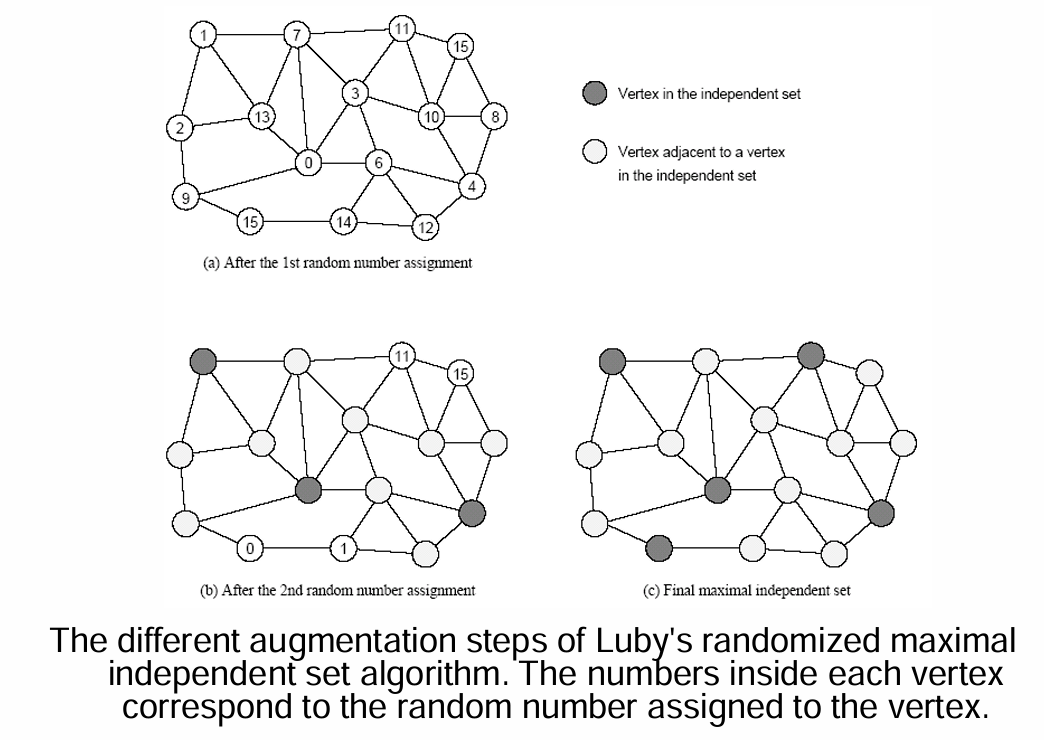 1
7
11
15
3
13
10
8
2
0
6
4
9
15
14
12
Vertex in the independent set
Vertex adjacent to a vertex
in the independent set
(a) After the 1st random number assignment
11
15
0
1
(b) After the 2nd random number assignment
(c) Final maximal independent set
The different augmentation steps of Luby's randomized maximal
independent set algorithm. The numbers inside each vertex
correspond to the random number assigned to the vertex.